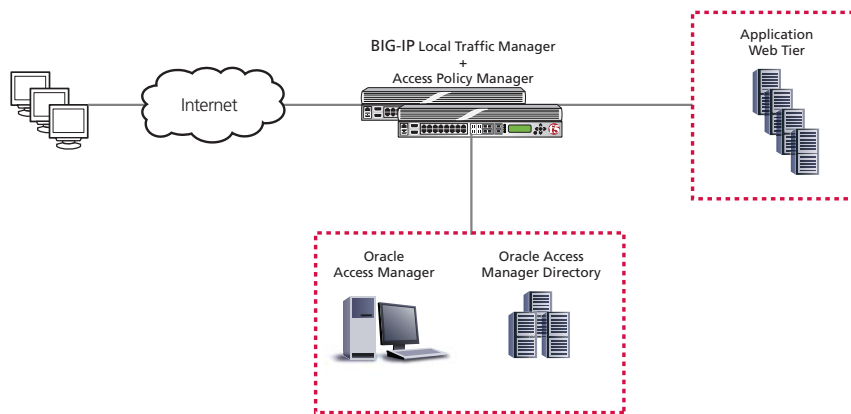 BIG-IP Local Traffic Manager
+
Access Policy Manager
Application
Web Tier
Internet
f5
Oracle
Access Manager
Oracle Access
Manager Directory